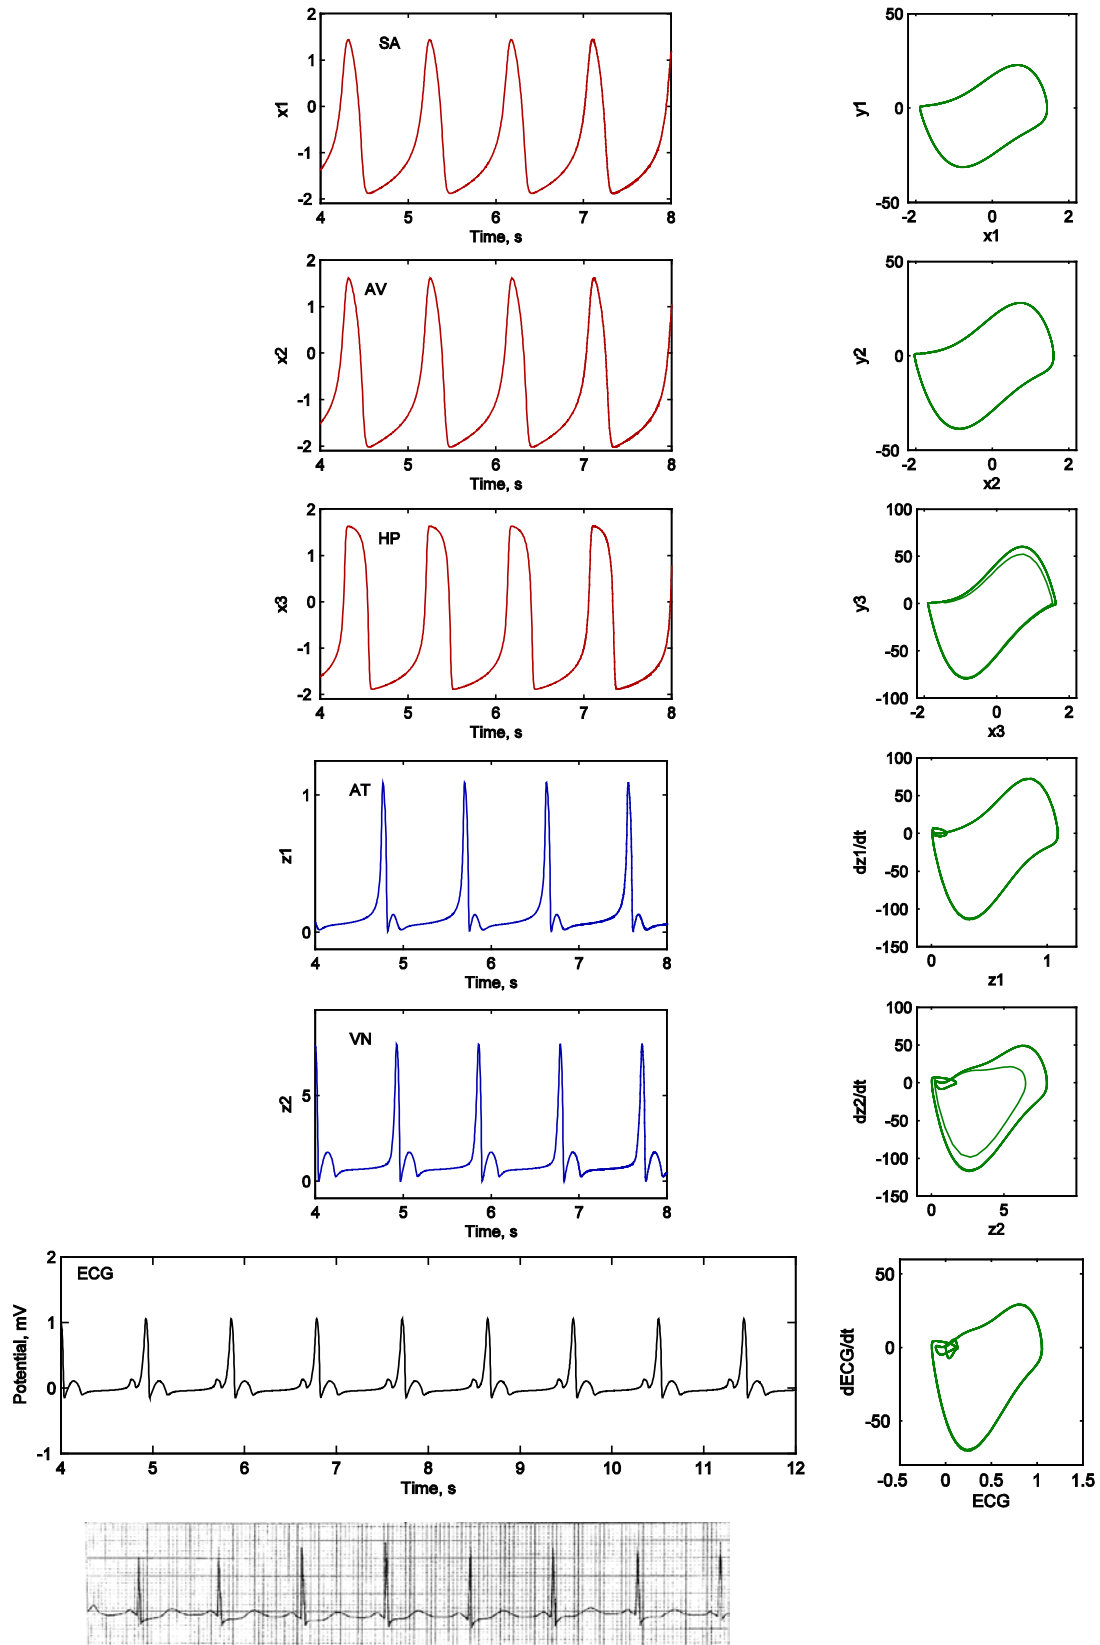 2
1
0
-1
-2
x1
SA
4 5 6 7 8
Time, s
50
0
-50
y1
-2 0 2
x1
2
1
0
-1
-2
x2
AV
4 5 6 7 8
Time, s
50
0
-50
y2
-2 0 2
x2
2
1
0
-1
-2
x3
HP
4 5 6 7 8
Time, s
100
50
0
-50
-100
y3
-2 0 2
x3
1
0
z1
AT
4 5 6 7 8
Time, s
100
50
0
-50
-100
-150
dz1/dt
0 1
z1
5
0
z2
VN
4 5 6 7 8
Time, s
100
50
0
-50
-100
-150
dz2/dt
0 5
z2
2
1
0
-1
Potential, mV
ECG
4 5 6 7 8 9 10 11 12
Time, s
50
0
-50
dECG/dt
-0.5 0 0.5 1 1.5
ECG